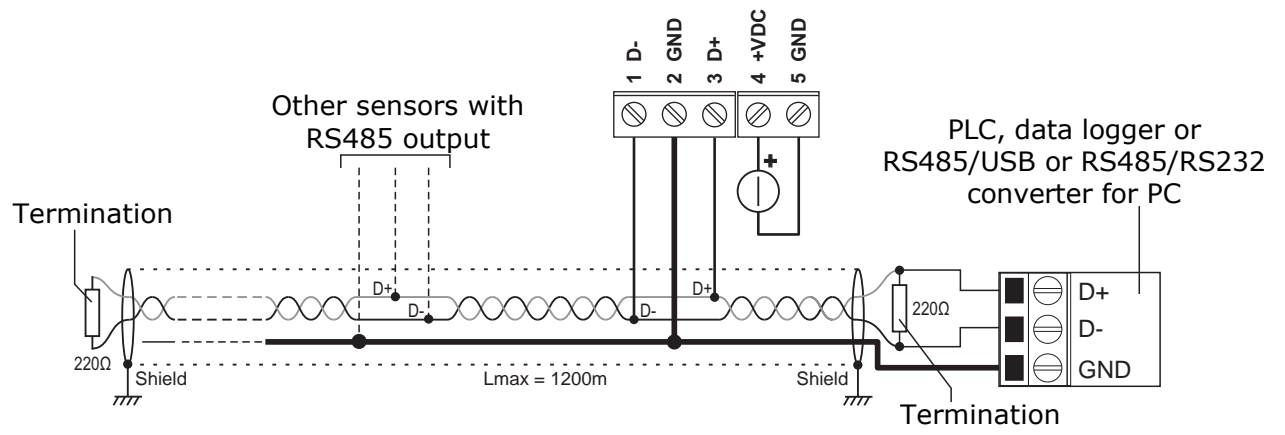 1 D-
2 GND
3 D+
4 +VDC
5 GND
Other sensors with
RS485 output
PLC, data logger or
RS485/USB or RS485/RS232
converter for PC
Termination
+
D+
D-
D+
D-
220Ω
220Ω
D+
D-
GND
Shield
Lmax = 1200m
Shield
Termination